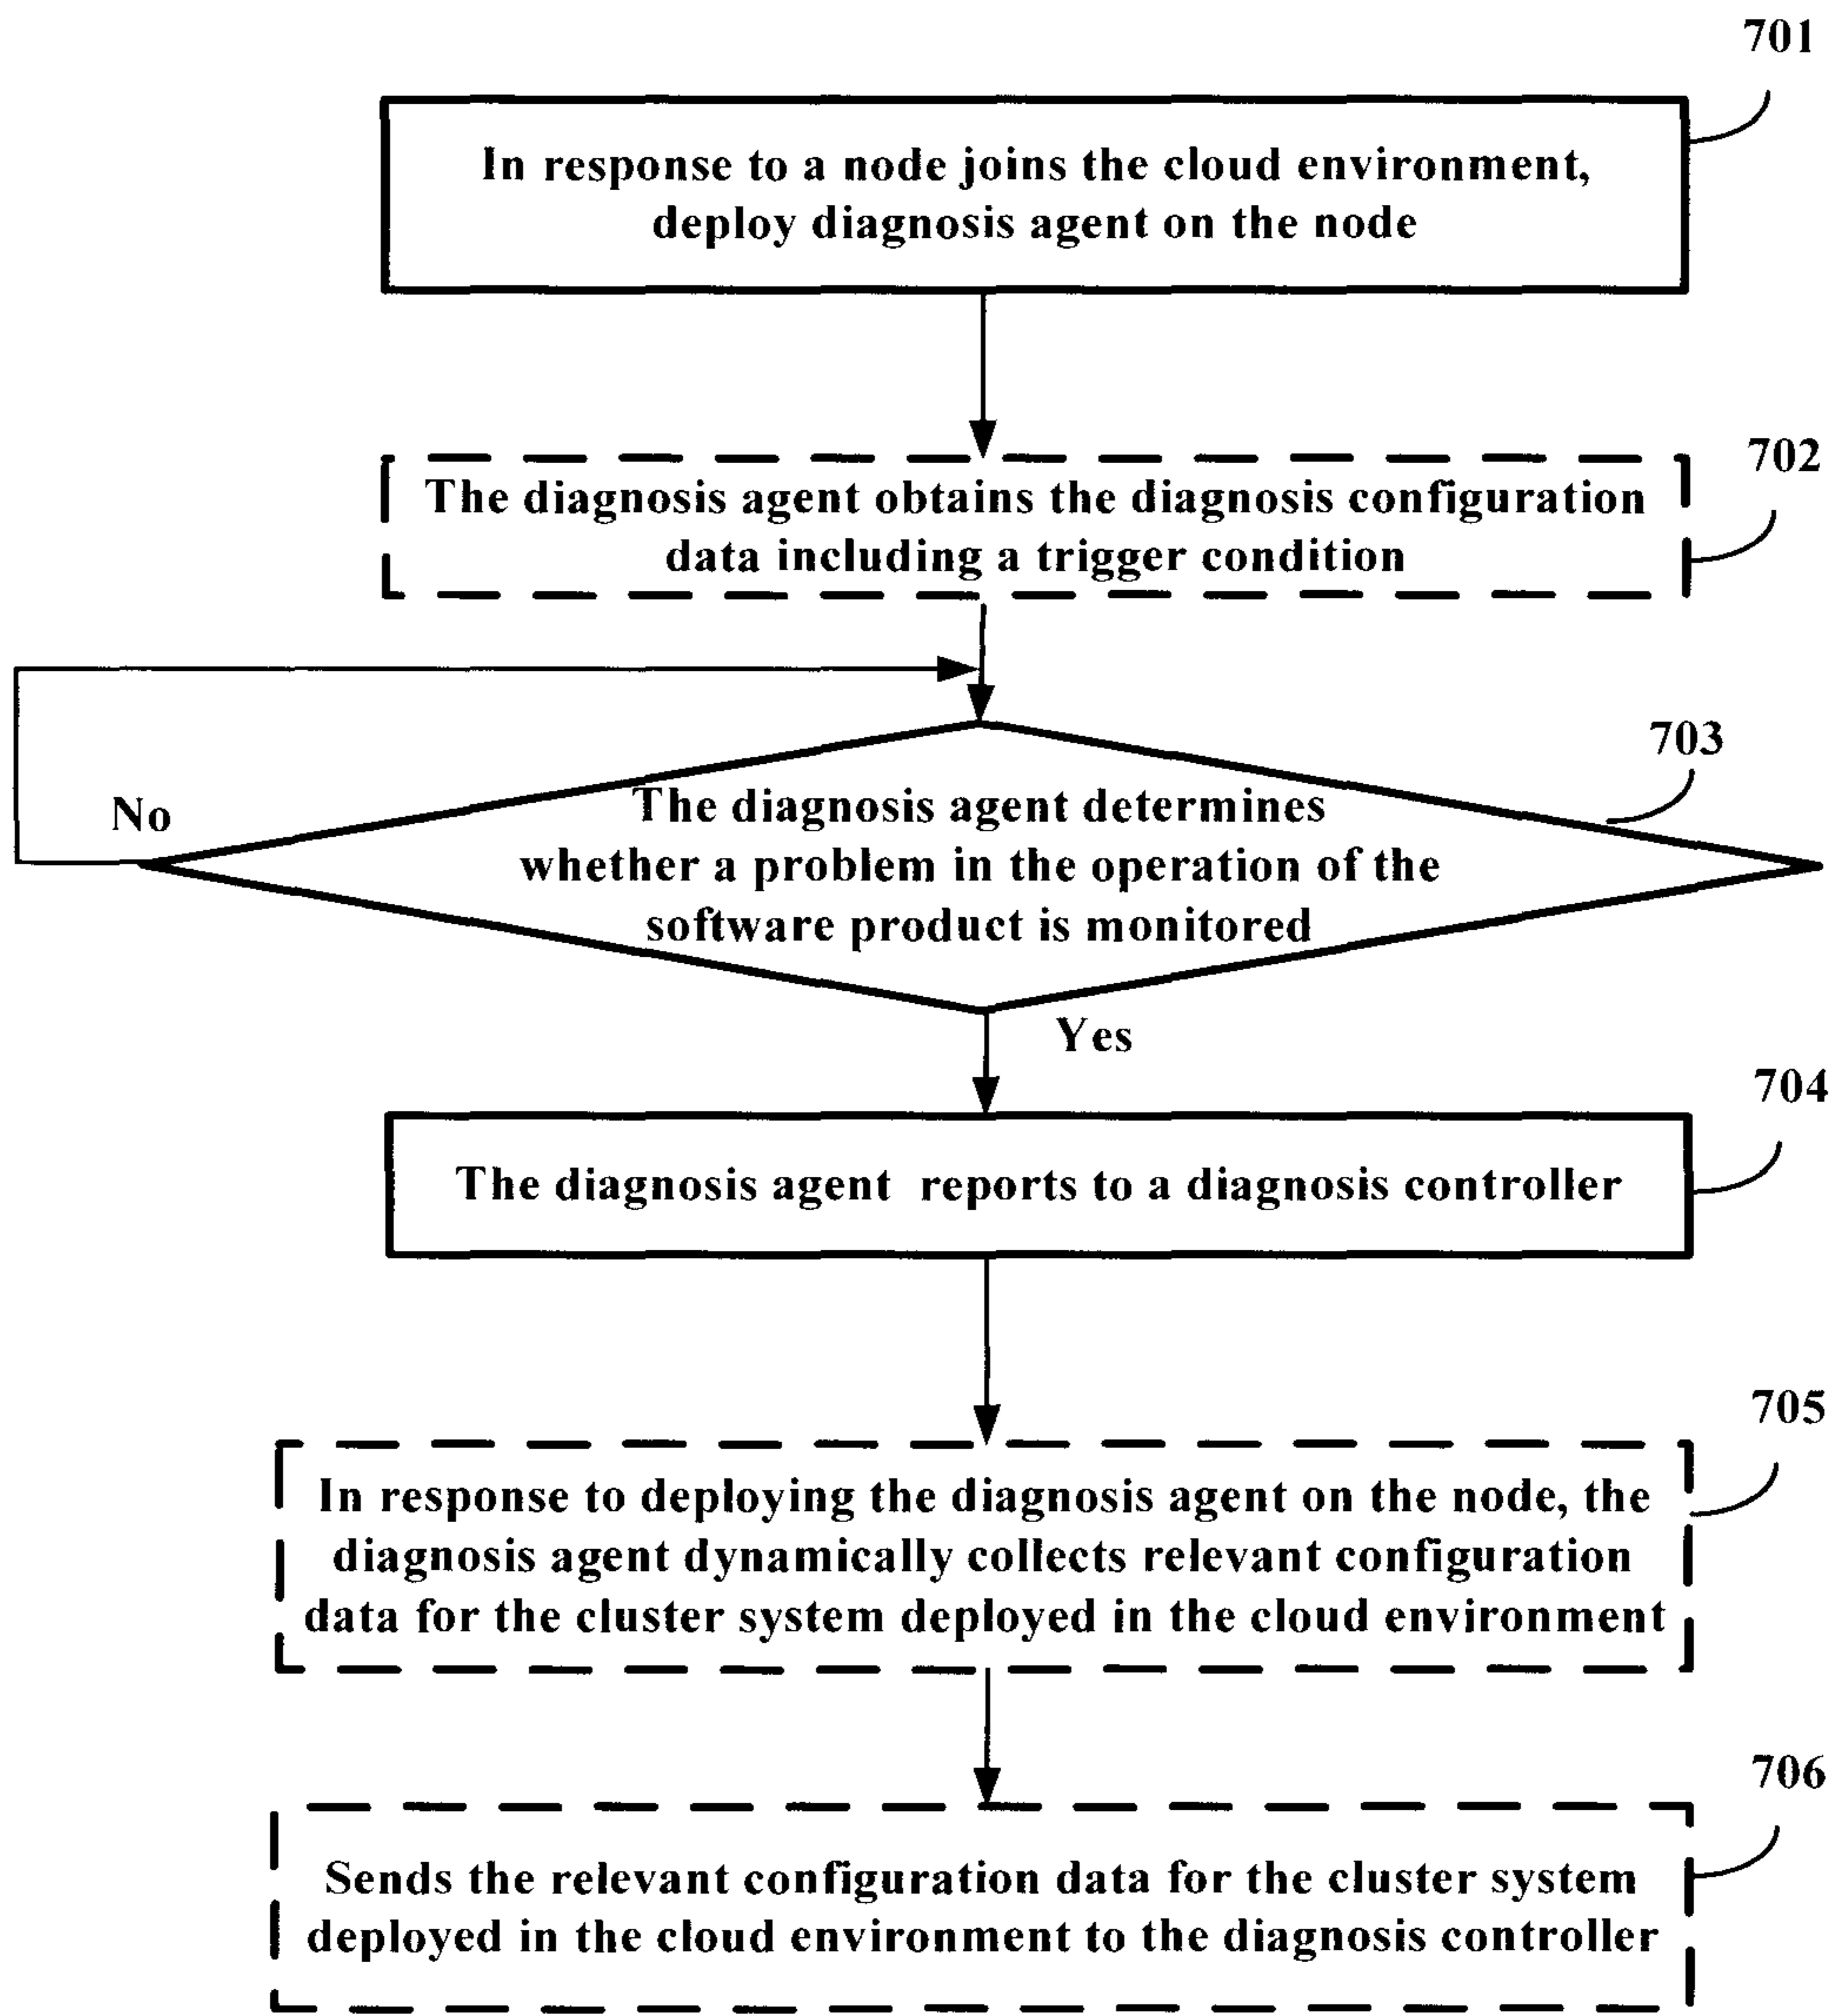 701
In response to a node joins the cloud environment,
deploy diagnosis agent on the node
702
The diagnosis agent obtains the diagnosis configuration
data including a trigger condition
703
No
The diagnosis agent determines
whether a problem in the operation of the
software product is monitored
Yes
704
The diagnosis agent reports to a diagnosis controller
705
In response to deploying the diagnosis agent on the node, the
diagnosis agent dynamically collects relevant configuration
data for the cluster system deployed in the cloud environment
706
Sends the relevant configuration data for the cluster system
deployed in the cloud environment to the diagnosis controller